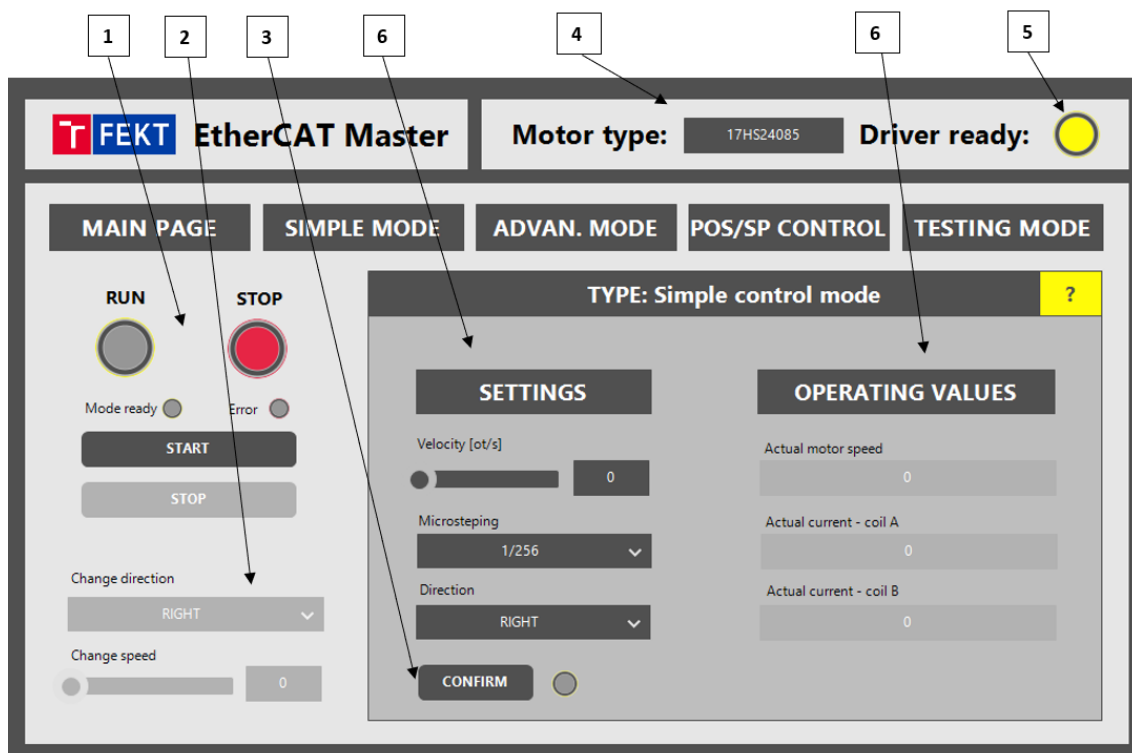 1 2 3 6 4 6 5
T FEKT EtherCAT Master
Motor type: 17HS24085 Driver ready:
MAIN PAGE SIMPLE MODE ADVAN. MODE POS/SP CONTROL TESTING MODE
RUN STOP
Mode ready Error
START
STOP
Change direction
RIGHT
Change speed
0
TYPE: Simple control mode ?
SETTINGS
Velocity [ot/s]
0
Microsteping
1/256
Direction
RIGHT
CONFIRM
OPERATING VALUES
Actual motor speed
0
Actual current - coil A
0
Actual current - coil B
0